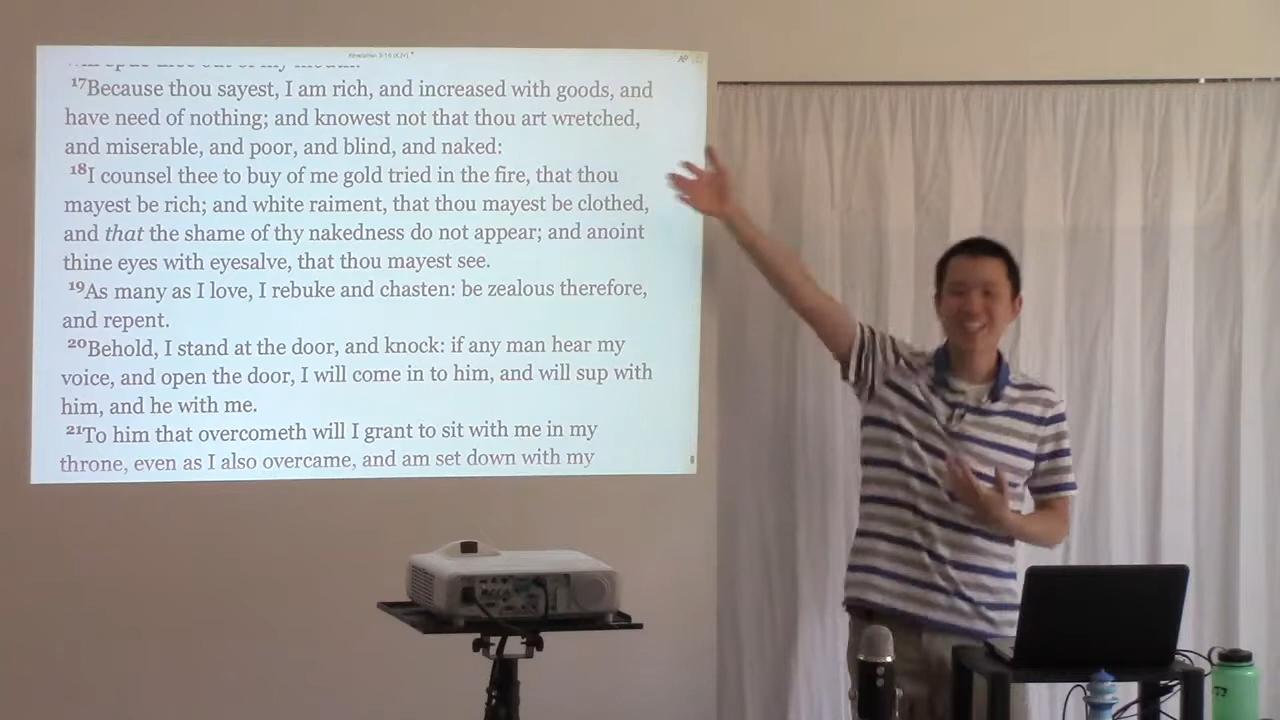 Revelation 3:16 (KJV)
17Because thou sayest, I am rich, and increased with goods, and
have need of nothing; and knowest not that thou art wretched,
and miserable, and poor, and blind, and naked:
18I counsel thee to buy of me gold tried in the fire, that thou
mayest be rich; and white raiment, that thou mayest be clothed,
and that the shame of thy nakedness do not appear; and anoint
thine eyes with eyesalve, that thou mayest see.
19As many as I love, I rebuke and chasten: be zealous therefore,
and repent.
20Behold, I stand at the door, and knock: if any man hear my
voice, and open the door, I will come in to him, and will sup with
him, and he with me.
21To him that overcometh will I grant to sit with me in my
throne, even as I also overcame, and am set down with my